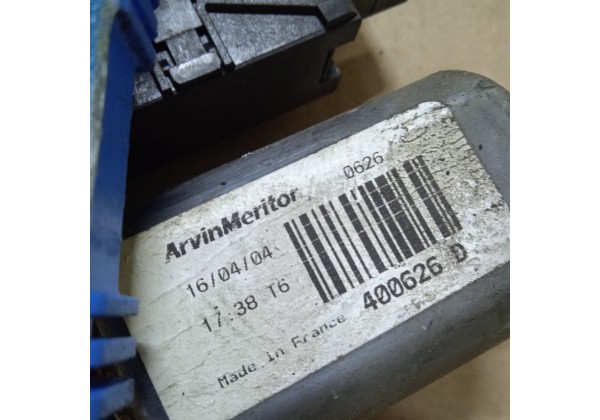 ArvinMeritor 0626
16/04/04
17:38 T6
400626 D
Made in France